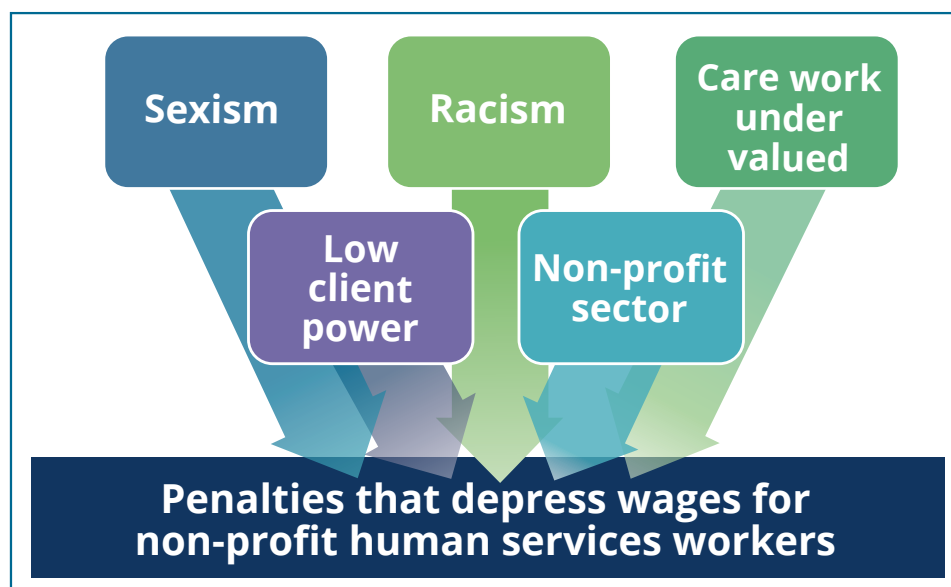 Sexism
Racism
Care work
under
valued
Low
client
power
Non-profit
sector
Penalties that depress wages for
non-profit human services workers